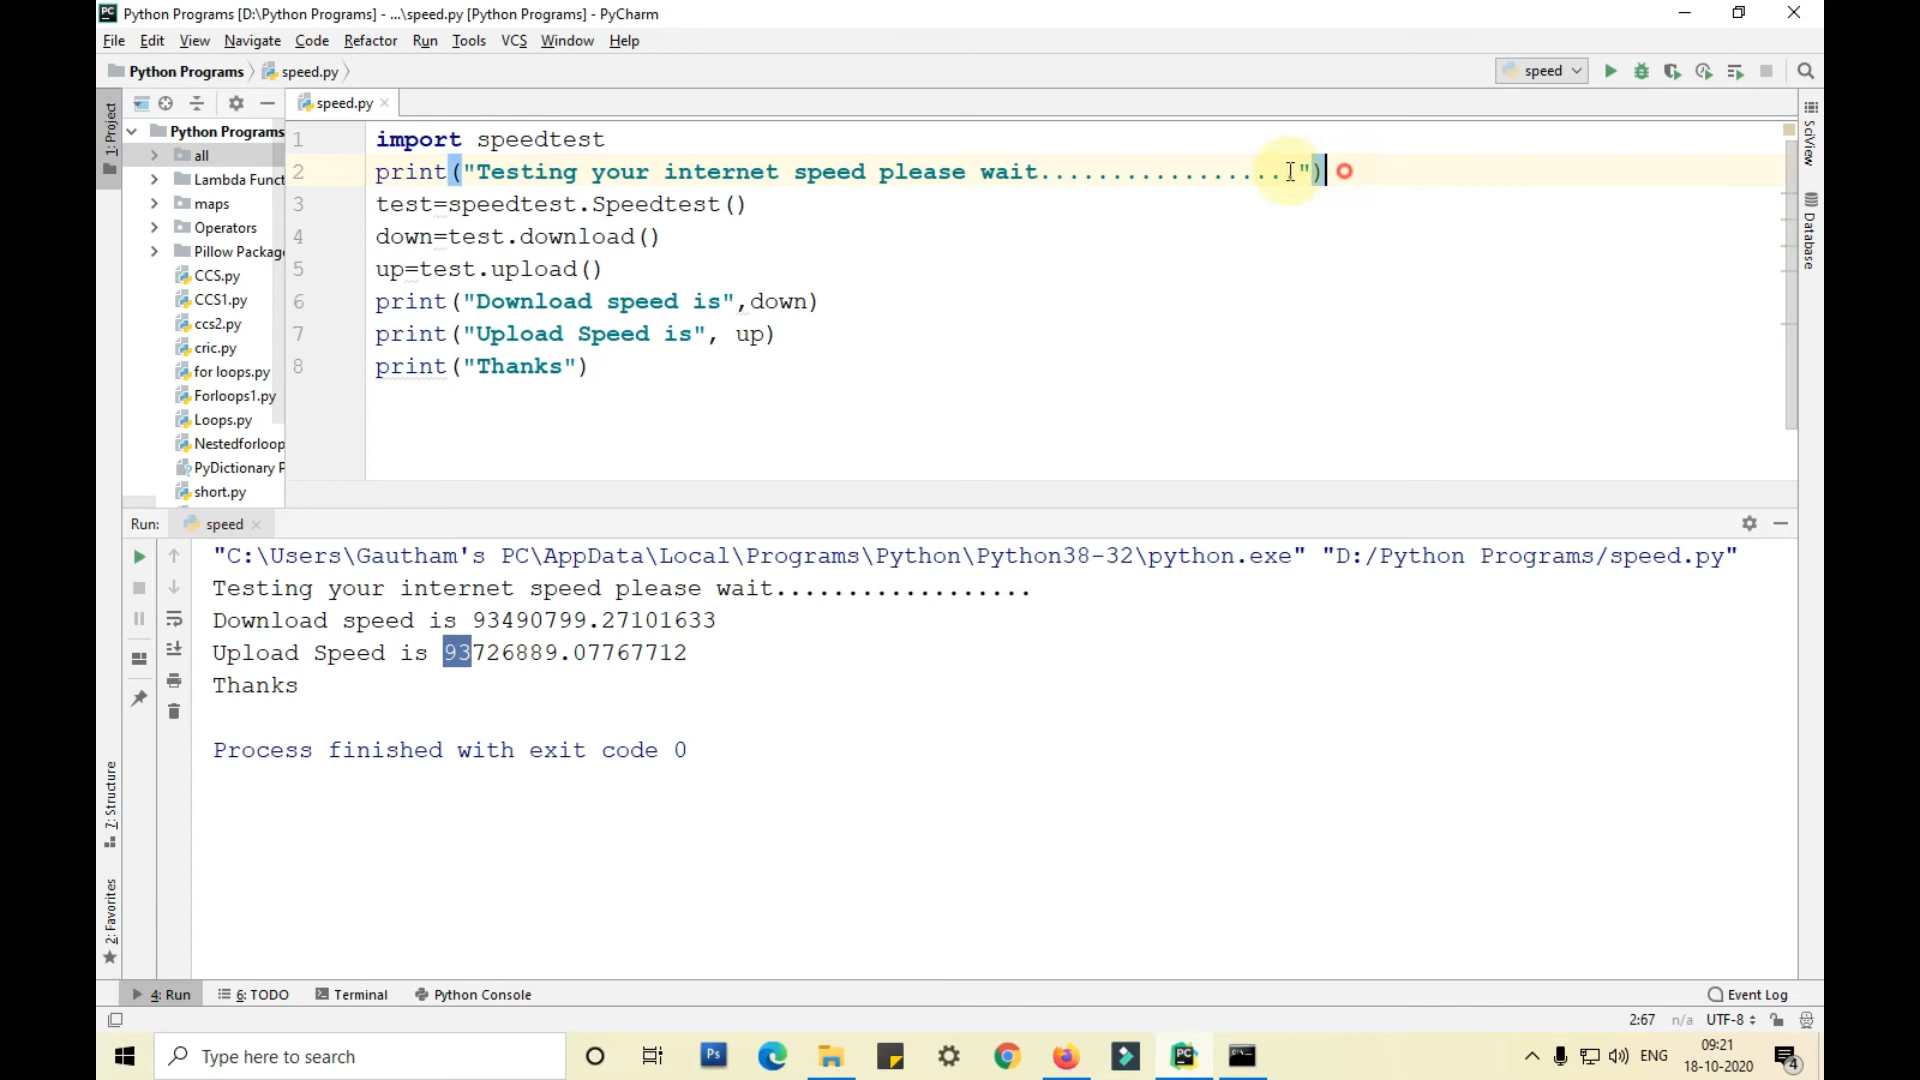 Python Programs [D:\Python Programs] - ...\speed.py [Python Programs] - PyCharm
File Edit View Navigate Code Refactor Run Tools VCS Window Help
Python Programs speed.py
speed
1: Project
speed.py
SciView
Database
Python Programs
all
Lambda Funct
maps
Operators
Pillow Packag
CCS.py
CCS1.py
ccs2.py
cric.py
for loops.py
Forloops1.py
Loops.py
Nestedforloop
PyDictionary P
short.py
1 import speedtest
2 print("Testing your internet speed please wait..................")
3 test=speedtest.Speedtest()
4 down=test.download()
5 up=test.upload()
6 print("Download speed is",down)
7 print("Upload Speed is", up)
8 print("Thanks")
Run: speed
"C:\Users\Gautham's PC\AppData\Local\Programs\Python\Python38-32\python.exe" "D:/Python Programs/speed.py"
Testing your internet speed please wait..................
Download speed is 93490799.27101633
Upload Speed is 93726889.07767712
Thanks
Process finished with exit code 0
7: Structure
2: Favorites
4: Run 6: TODO Terminal Python Console Event Log
2:67 n/a UTF-8
Type here to search
Ps
PC
ENG
09:21
18-10-2020
4